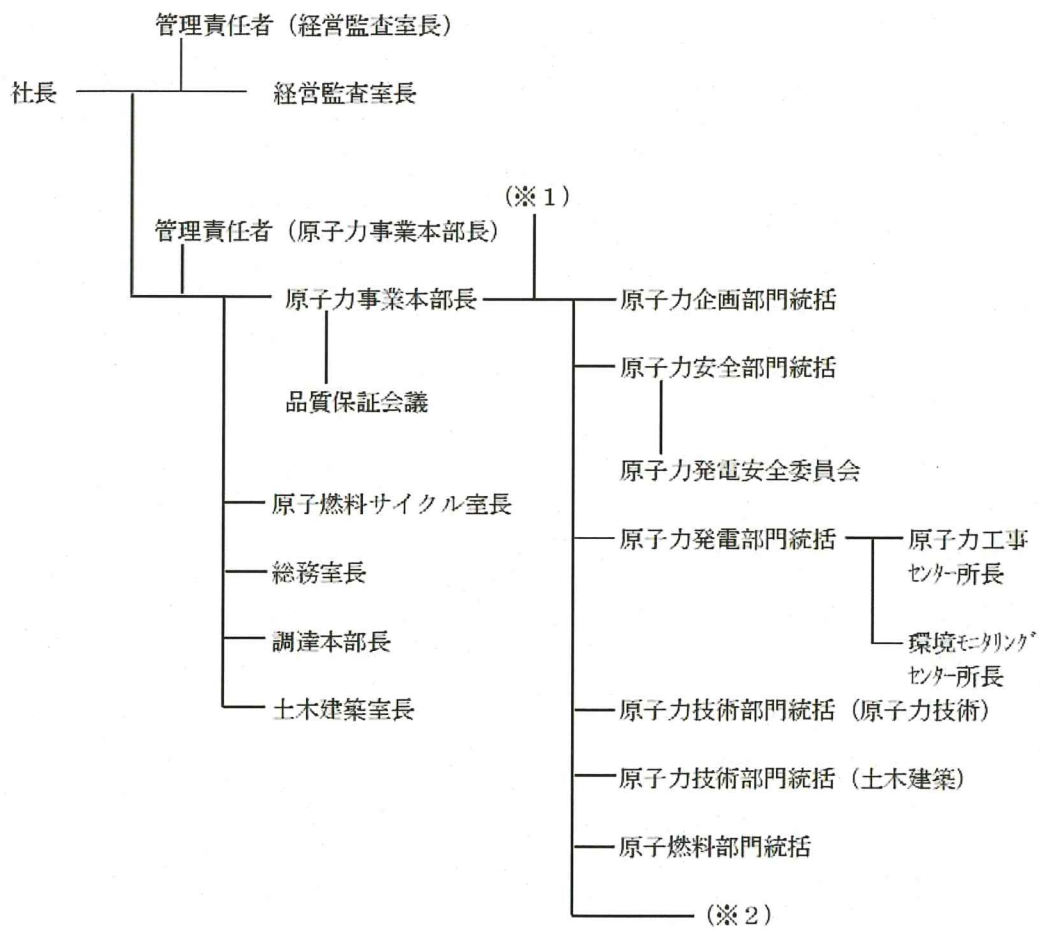 管理責任者（経営監査室長）
社長
経営監査室長
（※１）
管理責任者（原子力事業本部長）
原子力事業本部長
原子力企画部門統括
原子力安全部門統括
品質保証会議
原子力発電安全委員会
原子燃料サイクル室長
原子力発電部門統括
原子力工事
ｾﾝﾀｰ所長
総務室長
調達本部長
環境ﾓﾆﾀﾘﾝｸﾞ
ｾﾝﾀｰ所長
土木建築室長
原子力技術部門統括（原子力技術）
原子力技術部門統括（土木建築）
原子燃料部門統括
（※２）